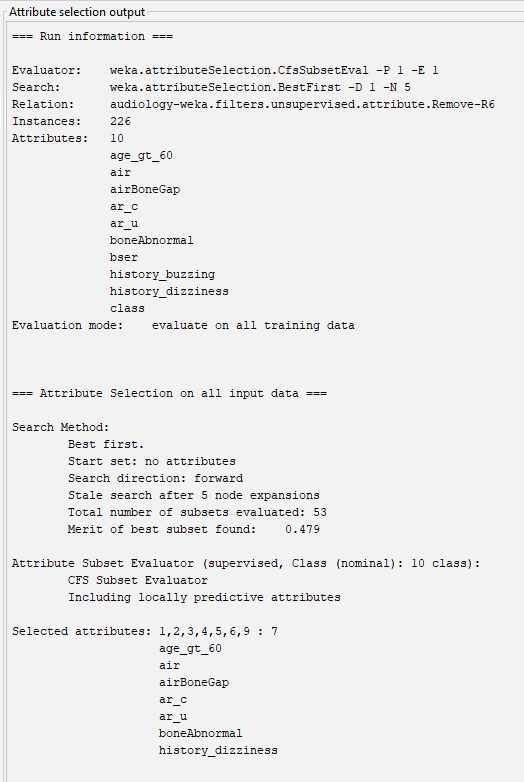 Attribute selection output
=== Run information ===
Evaluator:    weka.attributeSelection.CfsSubsetEval -P 1 -E 1
Search:       weka.attributeSelection.BestFirst -D 1 -N 5
Relation:     audiology-weka.filters.unsupervised.attribute.Remove-R6
Instances:    226
Attributes:   10
              age_gt_60
              air
              airBoneGap
              ar_c
              ar_u
              boneAbnormal
              bser
              history_buzzing
              history_dizziness
              class
Evaluation mode:    evaluate on all training data
=== Attribute Selection on all input data ===
Search Method:
        Best first.
        Start set: no attributes
        Search direction: forward
        Stale search after 5 node expansions
        Total number of subsets evaluated: 53
        Merit of best subset found:    0.479
Attribute Subset Evaluator (supervised, Class (nominal): 10 class):
        CFS Subset Evaluator
        Including locally predictive attributes
Selected attributes: 1,2,3,4,5,6,9 : 7
                     age_gt_60
                     air
                     airBoneGap
                     ar_c
                     ar_u
                     boneAbnormal
                     history_dizziness